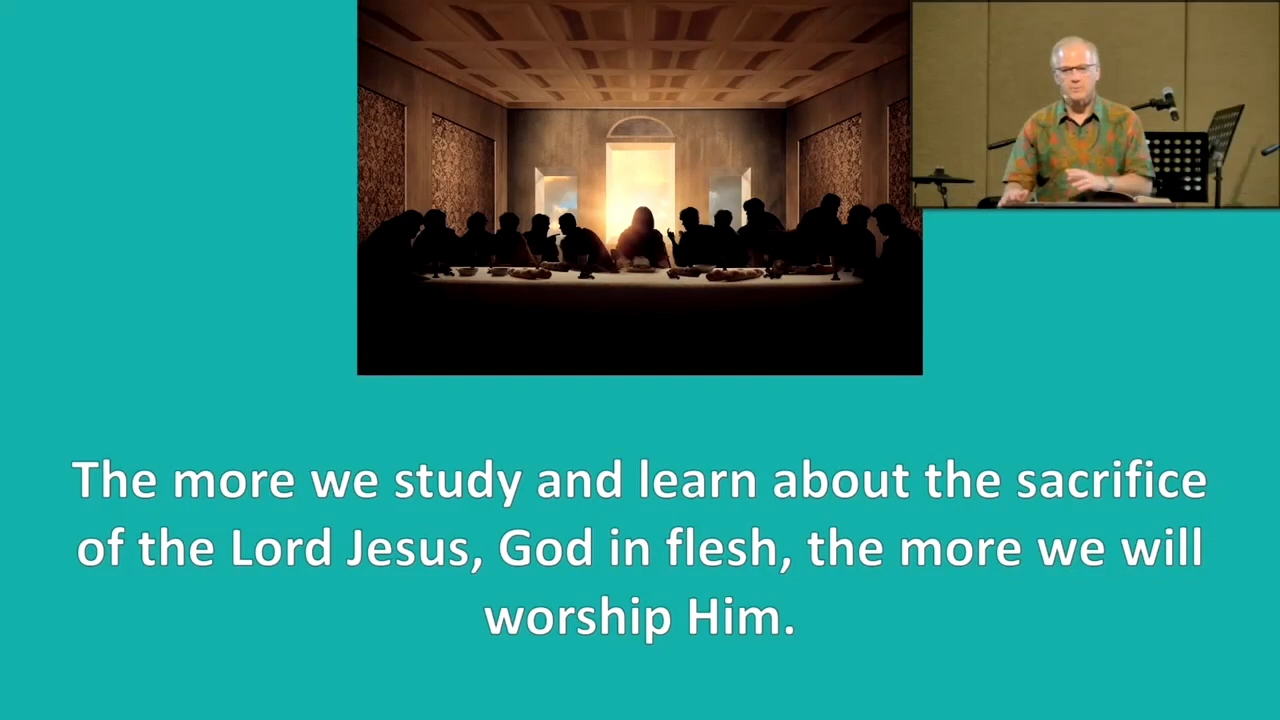 The more we study and learn about the sacrifice
of the Lord Jesus, God in flesh, the more we will
worship Him.